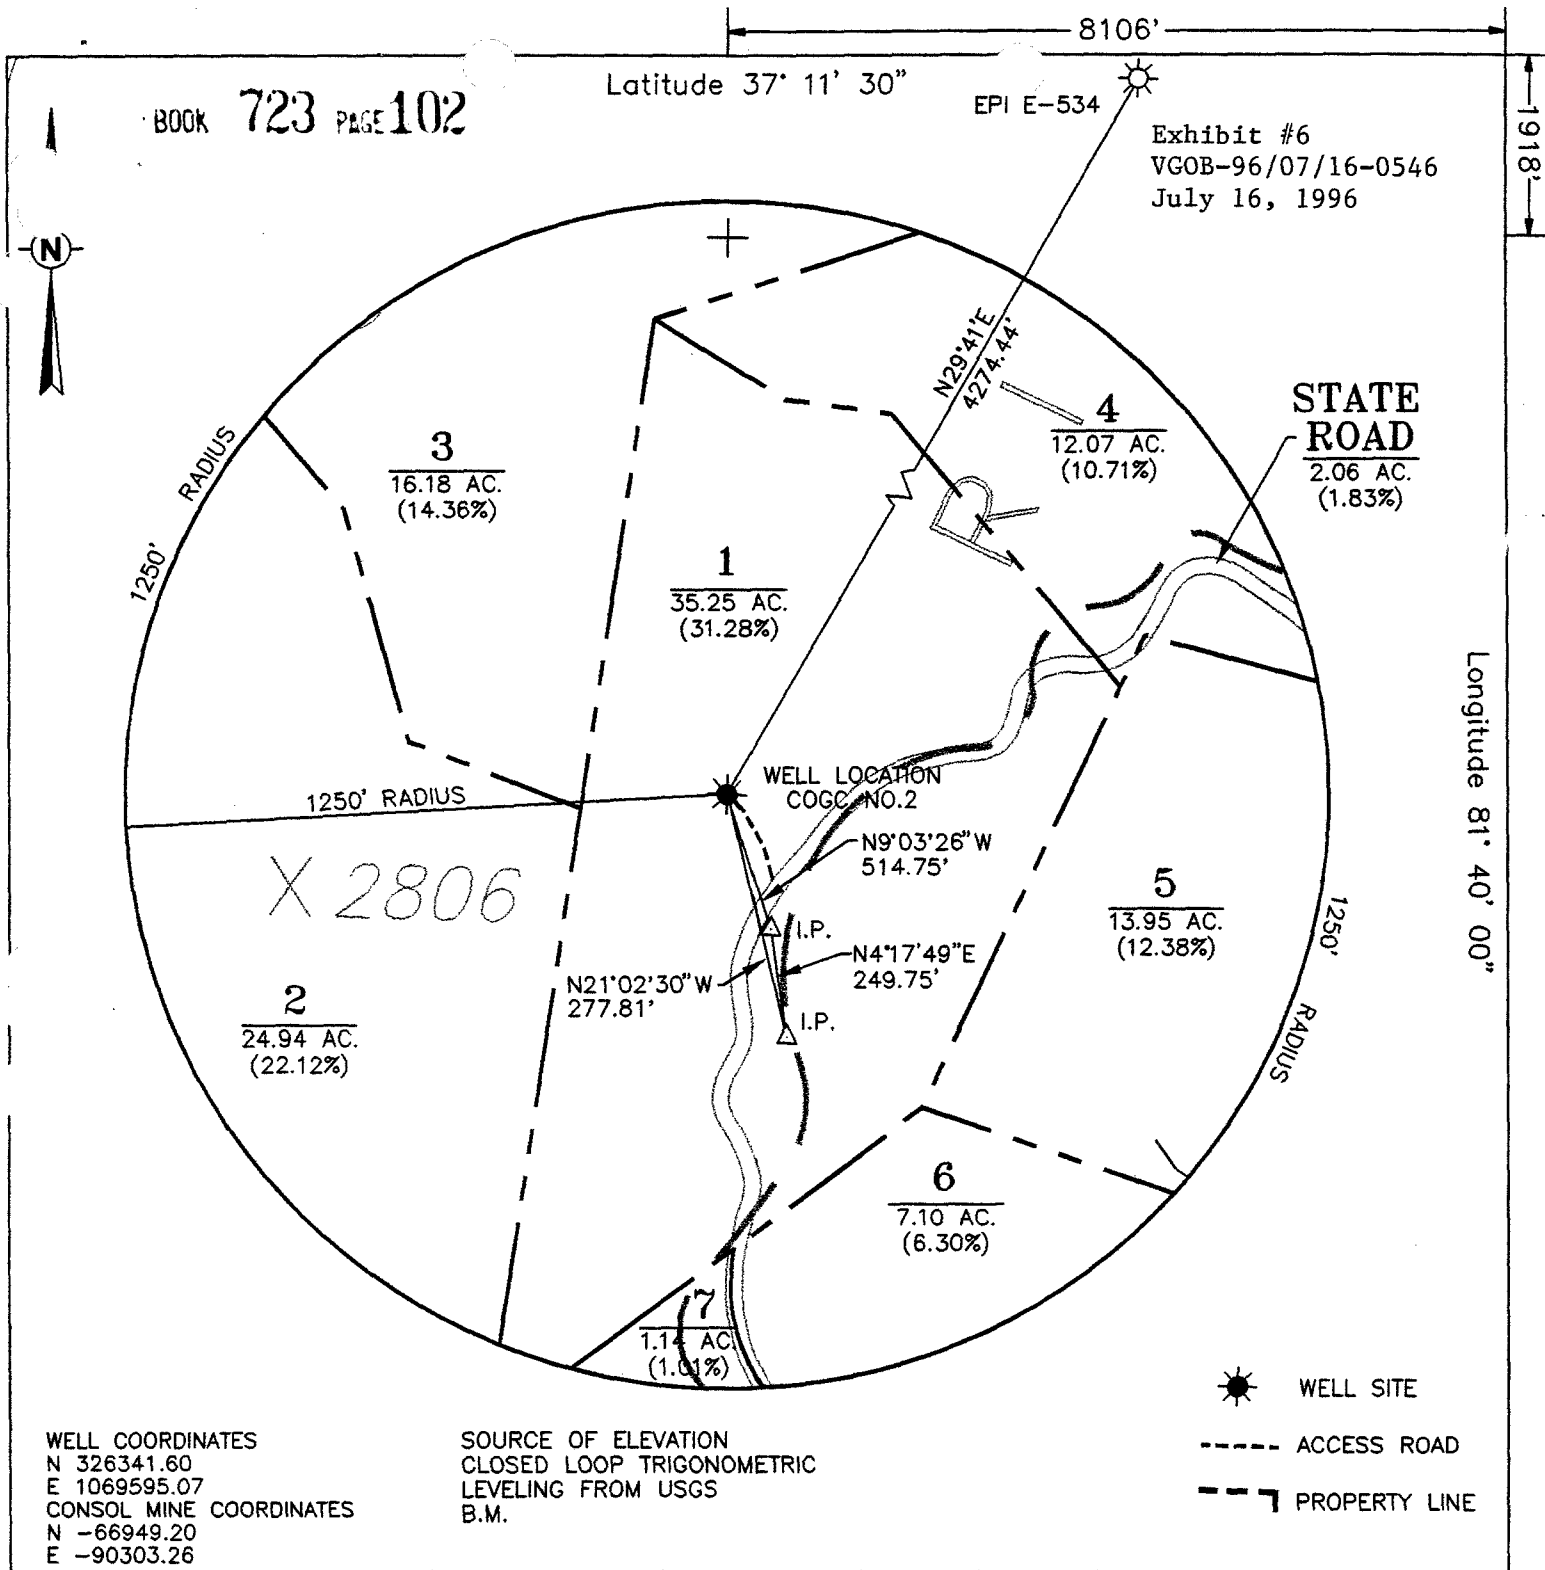 8106'
BOOK 723 PAGE 102
Latitude 37° 11' 30"
EPI E-534
1918'
Exhibit #6
VGOB-96/07/16-0546
July 16, 1996
N
N29°41'E
4274.44'
STATE
ROAD
2.06 AC.
(1.83%)
4
12.07 AC.
(10.71%)
3
16.18 AC.
(14.36%)
RADIUS
1250'
1
35.25 AC.
(31.28%)
Longitude 81° 40' 00"
WELL LOCATION
COGC NO.2
1250' RADIUS
N9°03'26"W
514.75'
X 2806
5
13.95 AC.
(12.38%)
1250'
RADIUS
I.P.
N4°17'49"E
249.75'
N21°02'30"W
277.81'
I.P.
2
24.94 AC.
(22.12%)
6
7.10 AC.
(6.30%)
7
1.14 AC.
(1.01%)
WELL SITE
ACCESS ROAD
PROPERTY LINE
WELL COORDINATES
N 326341.60
E 1069595.07
CONSOL MINE COORDINATES
N -66949.20
E -90303.26
SOURCE OF ELEVATION
CLOSED LOOP TRIGONOMETRIC
LEVELING FROM USGS
B.M.